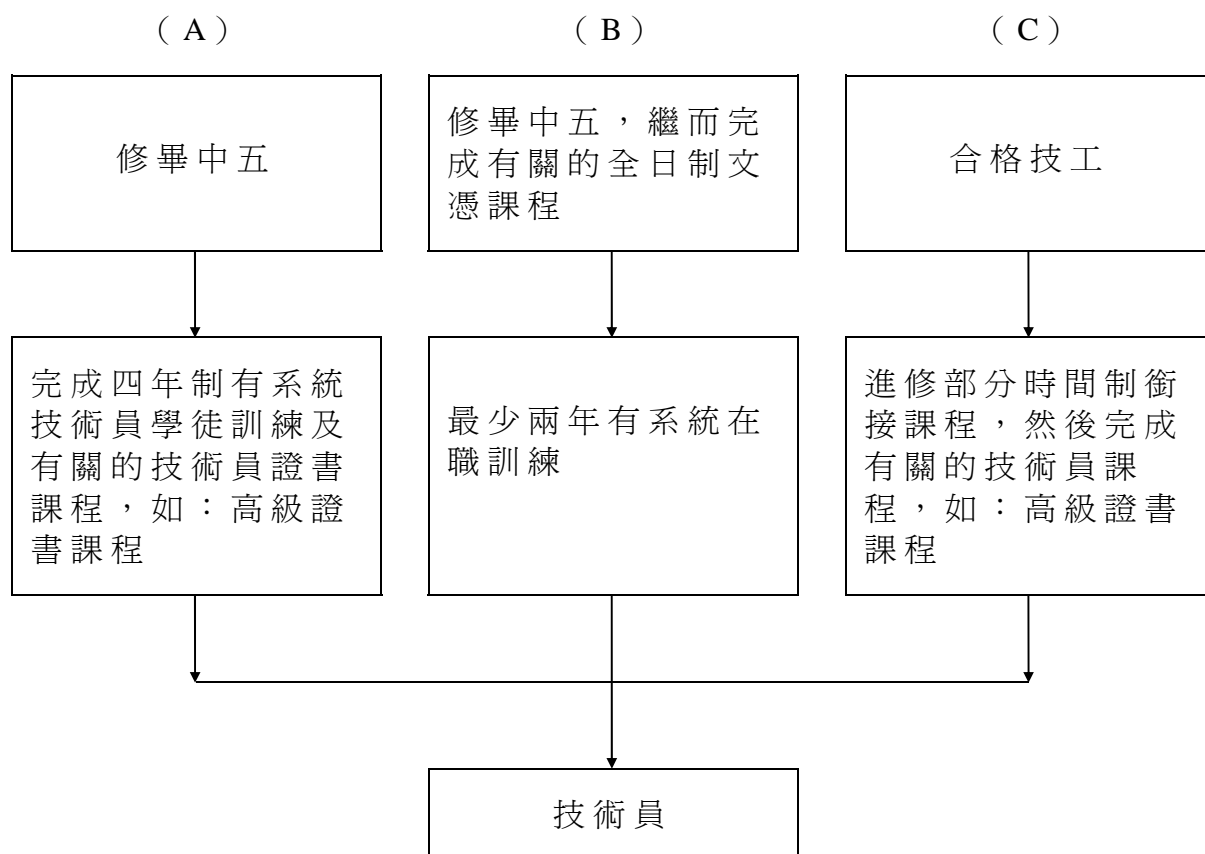 （A）
（B）
（C）
修畢中五
修畢中五，繼而完
成有關的全日制文
憑課程
合格技工
完成四年制有系統
技術員學徒訓練及
有關的技術員證書
課程，如：高級證
書課程
最少兩年有系統在
職訓練
進修部分時間制銜
接課程，然後完成
有關的技術員課
程，如：高級證書
課程
技術員